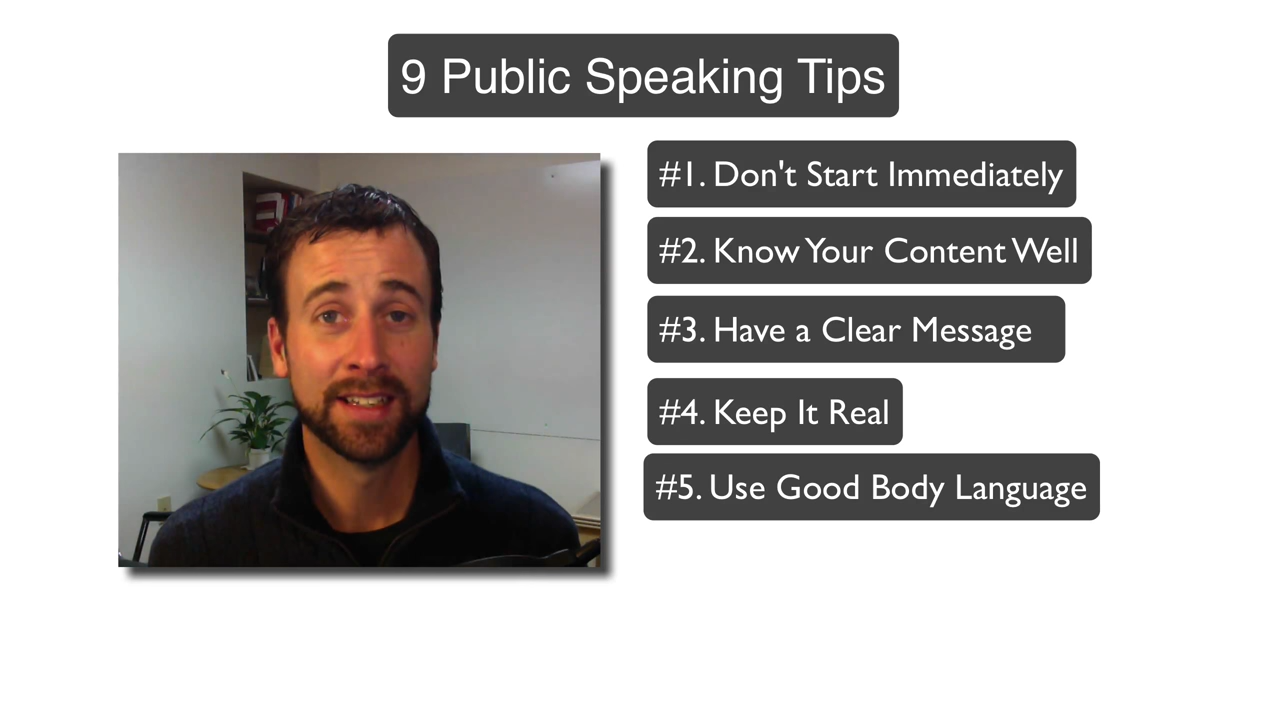 9 Public Speaking Tips
#1. Don't Start Immediately
#2. Know Your Content Well
#3. Have a Clear Message
#4. Keep It Real
#5. Use Good Body Language